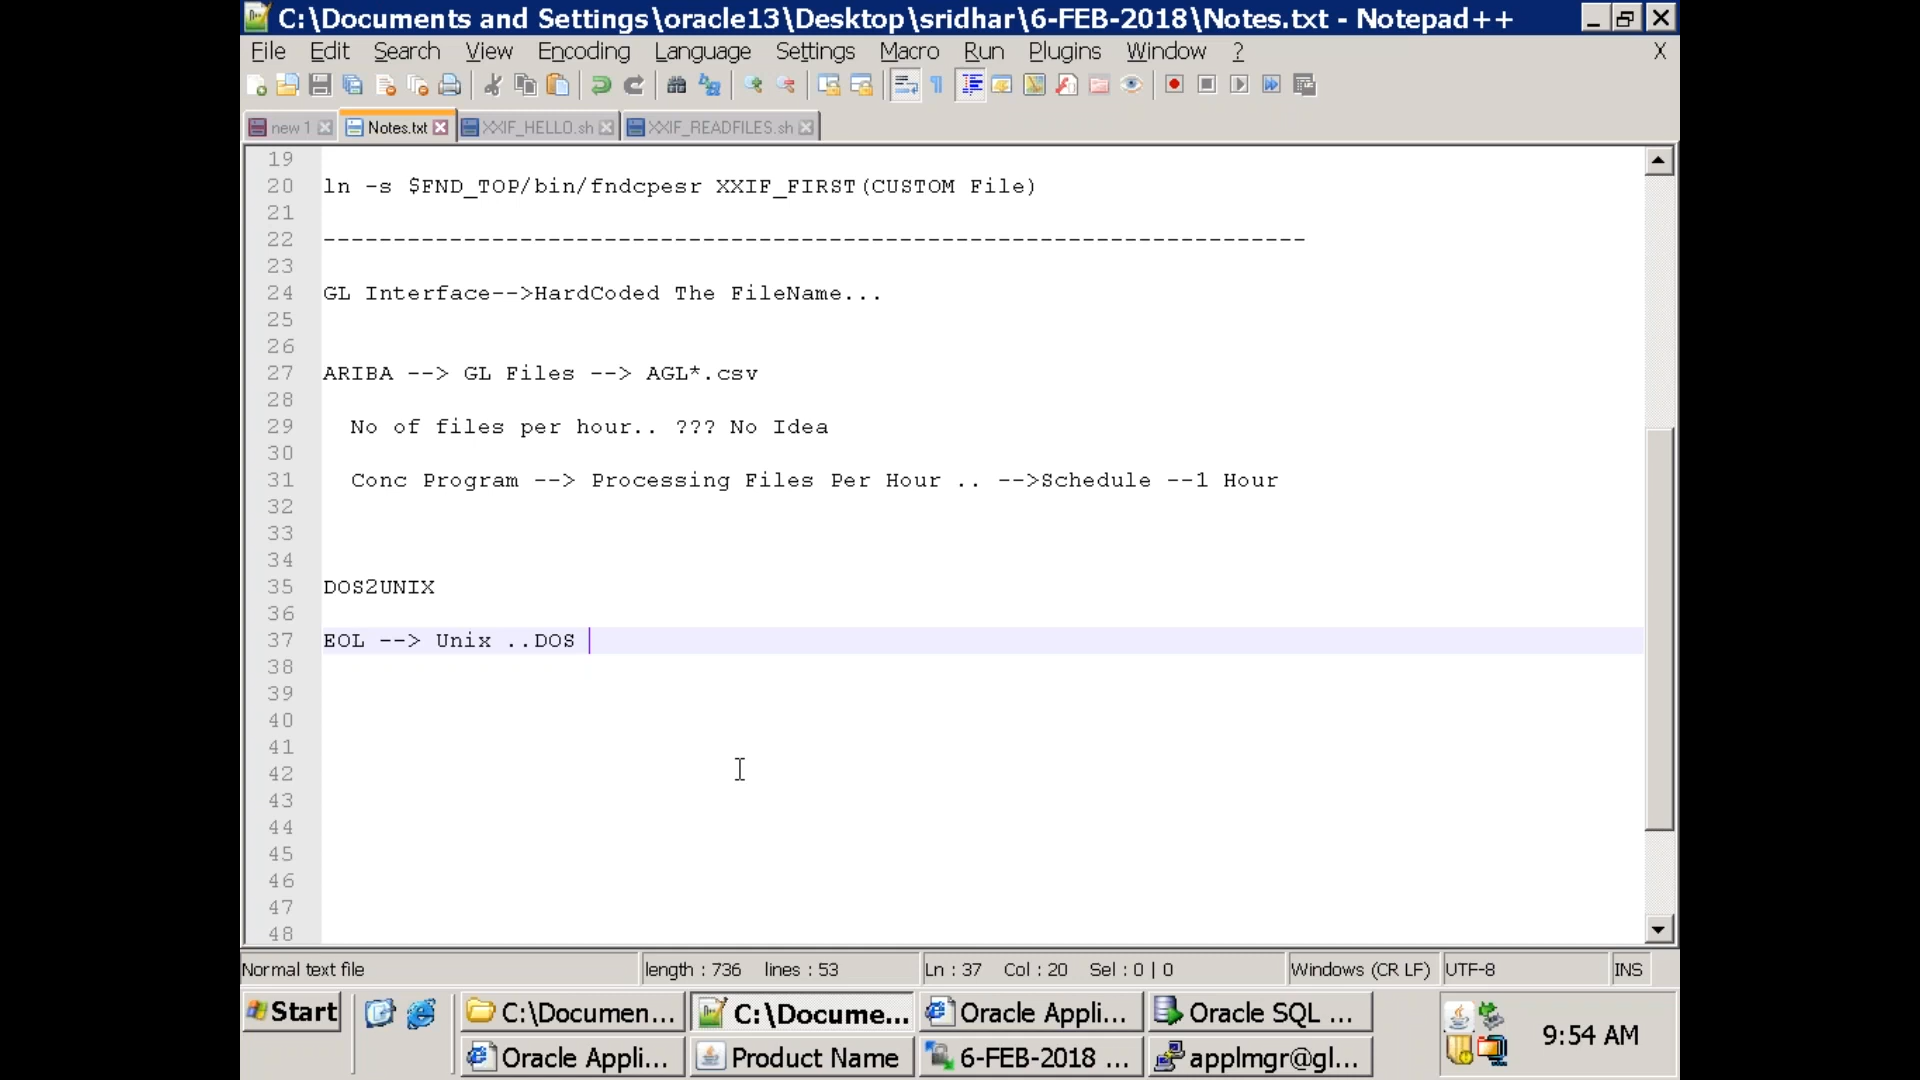 C:\Documents and Settings\oracle13\Desktop\sridhar\6-FEB-2018\Notes.txt - Notepad++
File Edit Search View Encoding Language Settings Macro Run Plugins Window ? X
new 1 Notes.txt XXIF_HELLO.sh XXIF_READFILES.sh
19
20 ln -s $FND_TOP/bin/fndcpesr XXIF_FIRST(CUSTOM File)
21
22 ----------------------------------------------------------------------
23
24 GL Interface-->HardCoded The FileName...
25
26
27 ARIBA --> GL Files --> AGL*.csv
28
29 No of files per hour.. ??? No Idea
30
31 Conc Program --> Processing Files Per Hour .. -->Schedule --1 Hour
32
33
34
35 DOS2UNIX
36
37 EOL --> Unix ..DOS
38
39
40
41
42
43
44
45
46
47
48
Normal text file length : 736 lines : 53 Ln : 37 Col : 20 Sel : 0 | 0 Windows (CR LF) UTF-8 INS
Start C:\Documen... C:\Docume... Oracle Appli... Oracle SQL ...
Oracle Appli... Product Name 6-FEB-2018 ... applmgr@gl... 9:54 AM